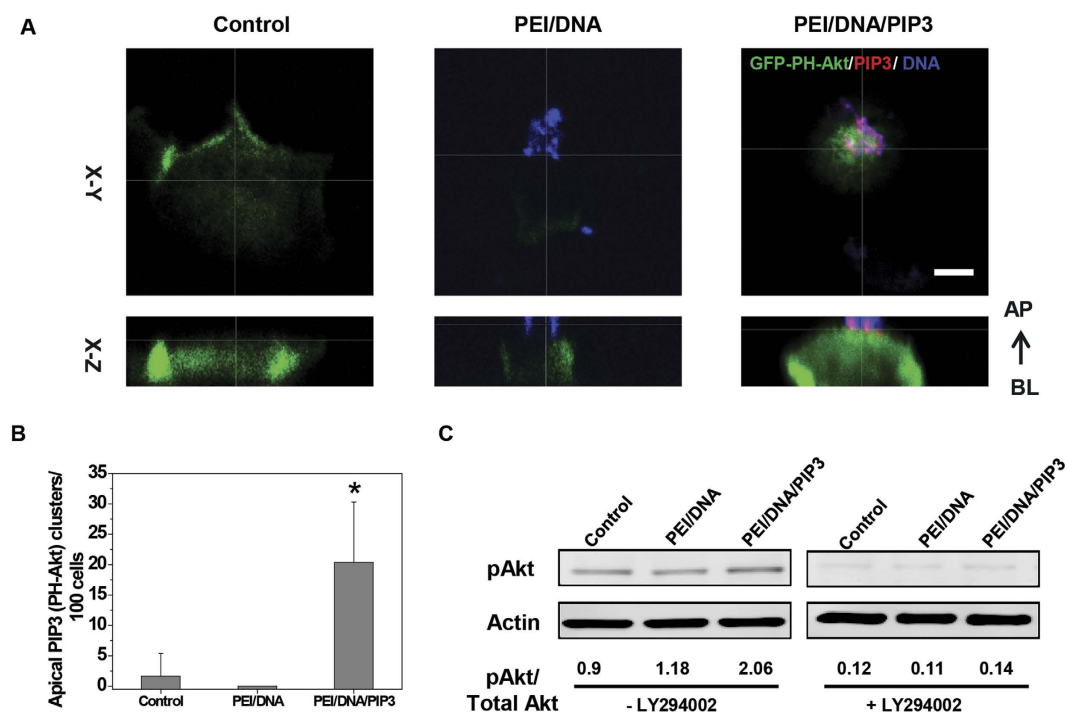 A
Control
PEI/DNA
PEI/DNA/PIP3
GFP-PH-Akt/PIP3/ DNA
X-Y
X-Z
AP
BL
B
Apical PIP3 (PH-Akt) clusters/
100 cells
35
30
25
20
15
10
5
0
*
Control
PEI/DNA
PEI/DNA/PIP3
C
Control
PEI/DNA
PEI/DNA/PIP3
Control
PEI/DNA
PEI/DNA/PIP3
pAkt
Actin
pAkt/
Total Akt
0.9 1.18 2.06
0.12 0.11 0.14
- LY294002
+ LY294002